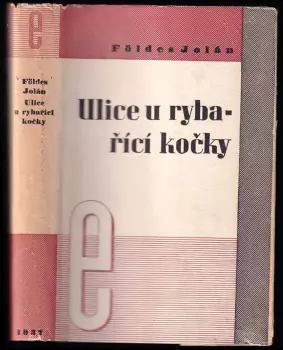 e
Földes
Jolán
Ulice
u rybařící
kočky
1937
Földes Jolán
Ulice u ryba-
řící kočky
e